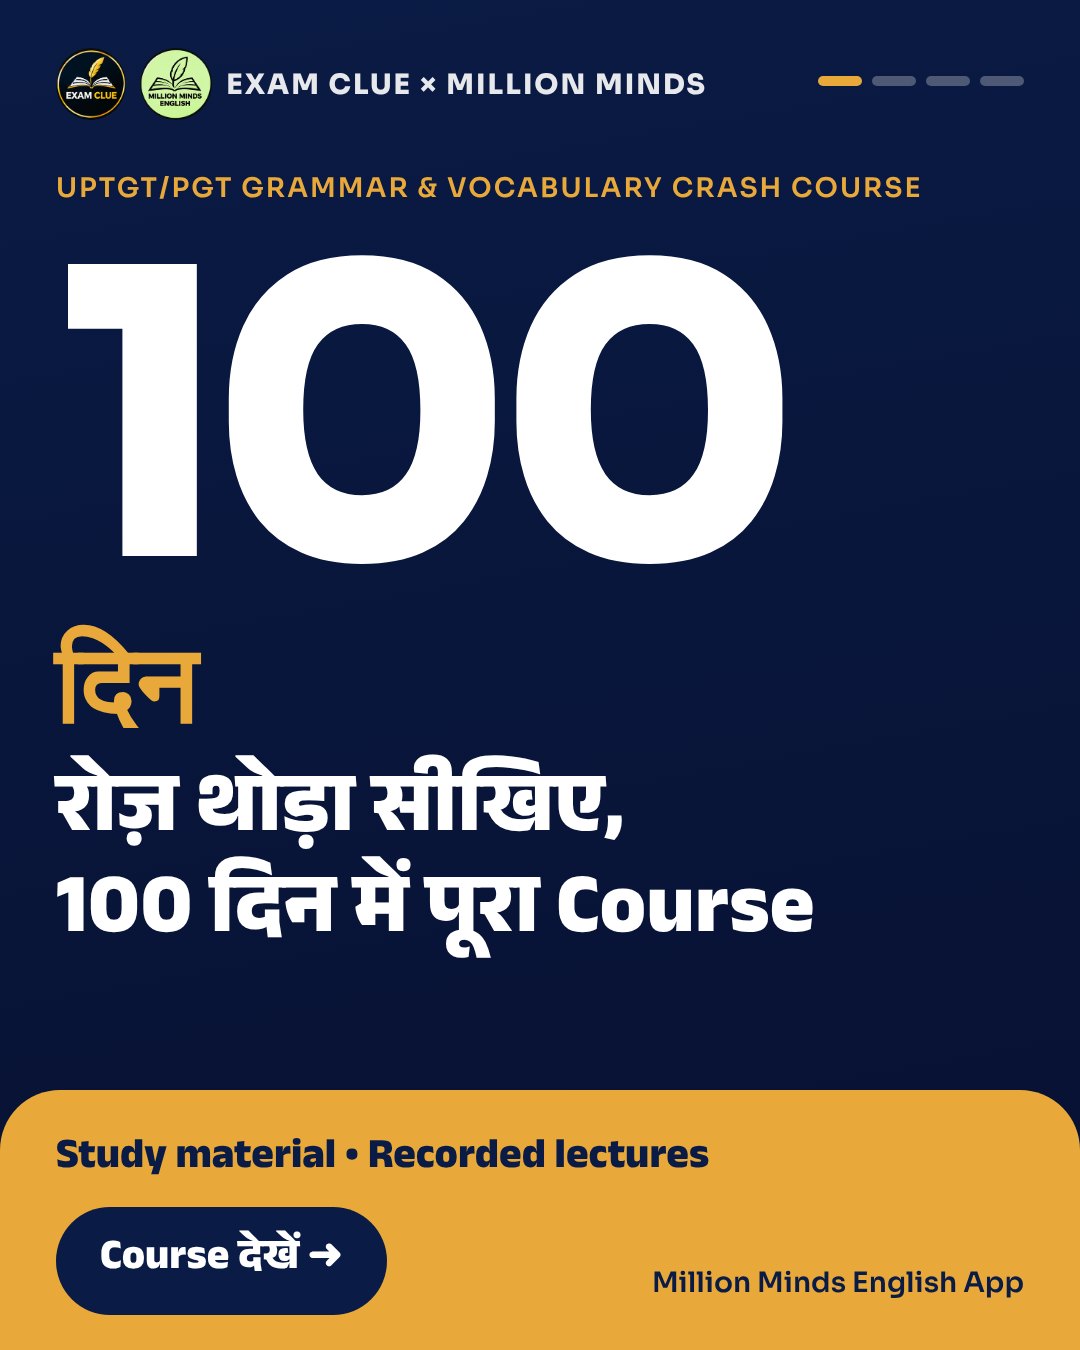 EXAM CLUE
MILLION MINDS
ENGLISH
EXAM CLUE × MILLION MINDS
UPTGT/PGT GRAMMAR & VOCABULARY CRASH COURSE
100
दिन
रोज़ थोड़ा सीखिए,
100 दिन में पूरा Course
Study material • Recorded lectures
Course देखें →
Million Minds English App